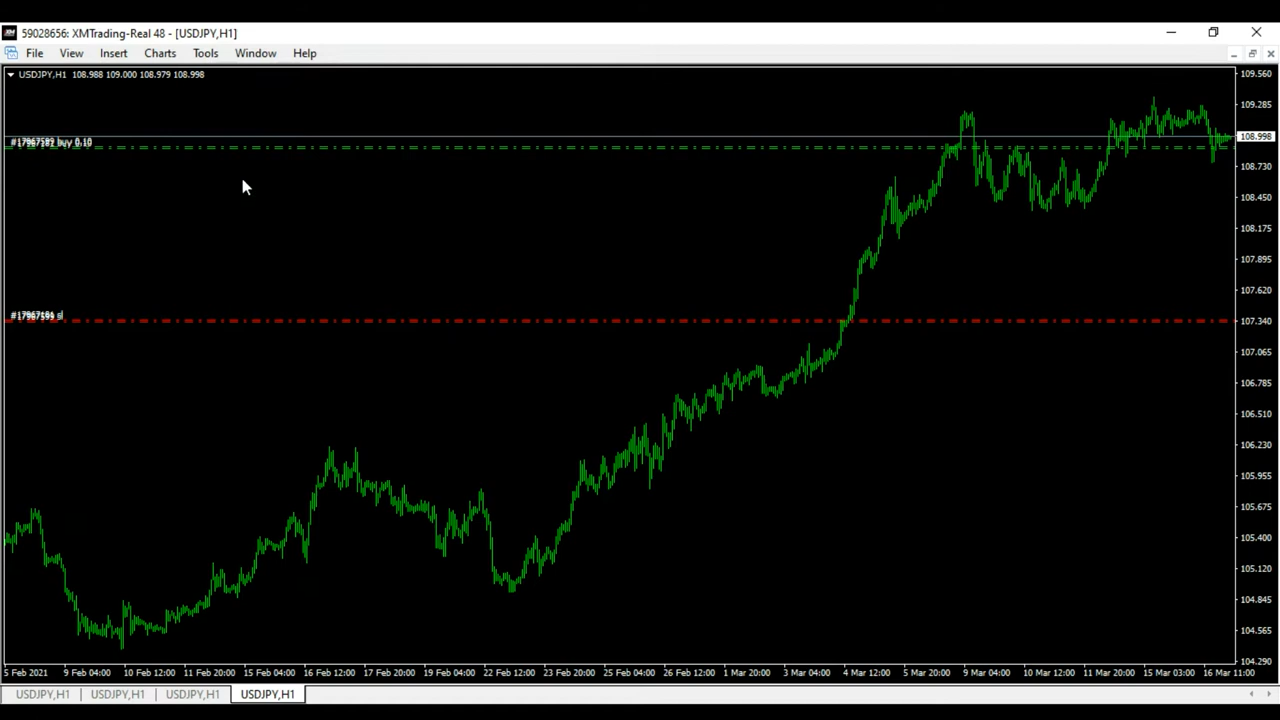 59028656: XMTrading-Real 48 - [USDJPY,H1]
File View Insert Charts Tools Window Help
USDJPY,H1 108.988 109.000 108.979 108.998
109.560
109.285
108.998
buy 0.10
108.730
108.450
108.175
107.895
107.620
sl
107.340
107.065
106.785
106.510
106.230
105.955
105.675
105.400
105.120
104.845
104.565
104.290
5 Feb 2021 9 Feb 04:00 10 Feb 12:00 11 Feb 20:00 15 Feb 04:00 16 Feb 12:00 17 Feb 20:00 19 Feb 04:00 22 Feb 12:00 23 Feb 20:00 25 Feb 04:00 26 Feb 12:00 1 Mar 20:00 3 Mar 04:00 4 Mar 12:00 5 Mar 20:00 9 Mar 04:00 10 Mar 12:00 11 Mar 20:00 15 Mar 03:00 16 Mar 11:00
USDJPY,H1 USDJPY,H1 USDJPY,H1 USDJPY,H1